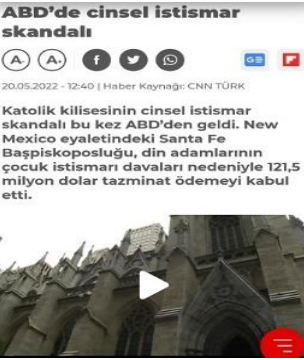 ABD'de cinsel istismar
skandalı
A- A+
20.05.2022 - 12:40 | Haber Kaynağı: CNN TÜRK
Katolik kilisesinin cinsel istismar
skandalı bu kez ABD'den geldi. New
Mexico eyaletindeki Santa Fe
Başpiskoposluğu, din adamlarının
çocuk istismarı davaları nedeniyle 121,5
milyon dolar tazminat ödemeyi kabul
etti.